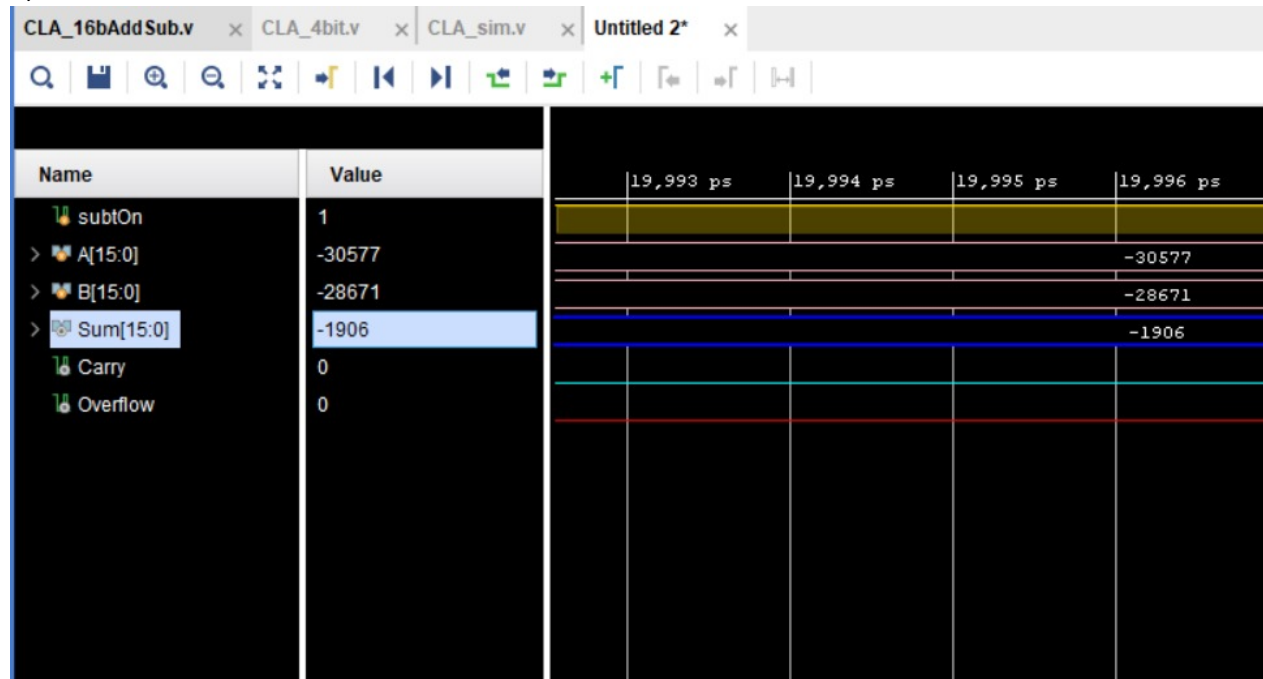 CLA_16bAddSub.v × CLA_4bit.v × CLA_sim.v × Untitled 2* ×
Name Value 19,993 ps 19,994 ps 19,995 ps 19,996 ps
subtOn 1
> A[15:0] -30577 -30577
> B[15:0] -28671 -28671
> Sum[15:0] -1906 -1906
Carry 0
Overflow 0